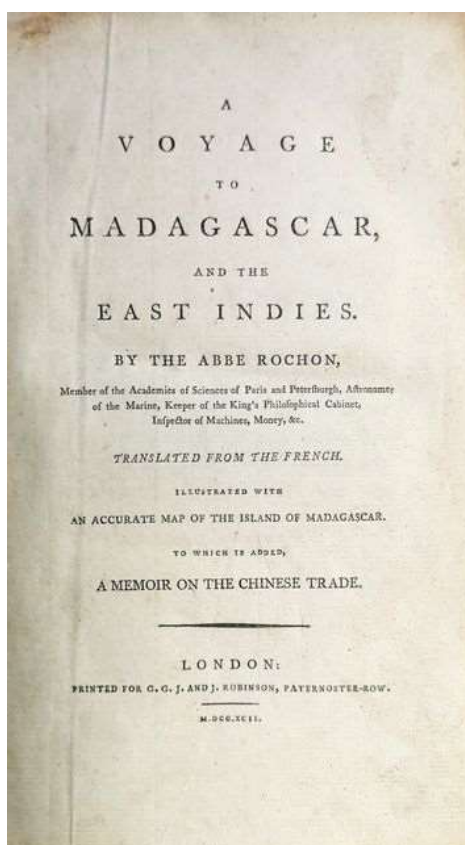 A
VOYAGE
TO
MADAGASCAR,
AND THE
EAST INDIES.
BY THE ABBE ROCHON,
Member of the Academies of Sciences of Paris and Peterſburgh, Aſtronomer
of the Marine, Keeper of the King's Philoſophical Cabinet,
Inſpector of Machines, Money, &c.
TRANSLATED FROM THE FRENCH.
ILLUSTRATED WITH
AN ACCURATE MAP OF THE ISLAND OF MADAGASCAR.
TO WHICH IS ADDED,
A MEMOIR ON THE CHINESE TRADE.
LONDON:
PRINTED FOR G. G. J. AND J. ROBINSON, PATERNOSTER-ROW.
M.DCC.XCII.